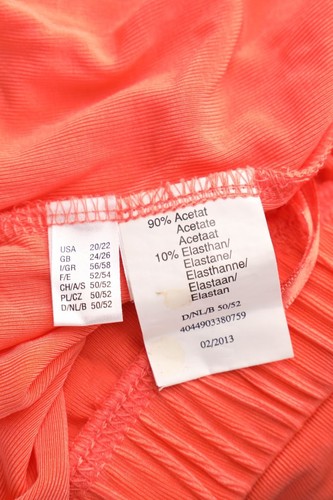 USA 20/22
GB 24/26
I/GR 56/58
F/E 52/54
CH/A/S 50/52
PL/CZ 50/52
D/NL/B 50/52
90% Acetat
Acetate
Acetaat
10% Elasthan/
Elastane/
Elasthanne/
Elastaan/
Elastan
D/NL/B 50/52
4044903380759
02/2013